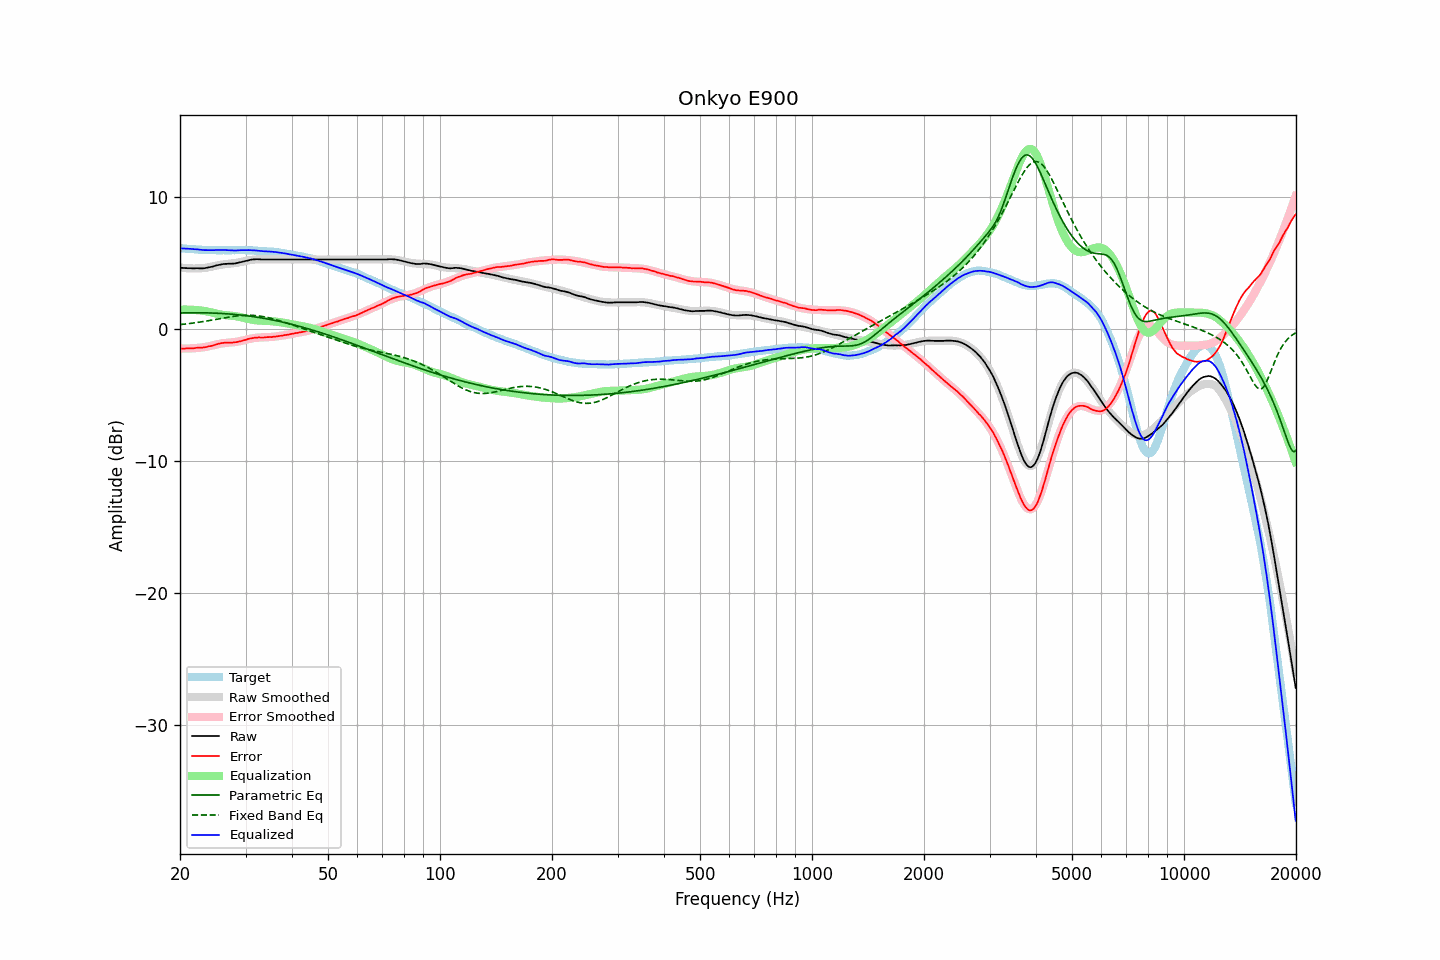 Onkyo E900
Amplitude (dBr)
10
0
−10
−20
−30
Target
Raw Smoothed
Error Smoothed
Raw
Error
Equalization
Parametric Eq
Fixed Band Eq
Equalized
20 50 100 200 500 1000 2000 5000 10000 20000
Frequency (Hz)